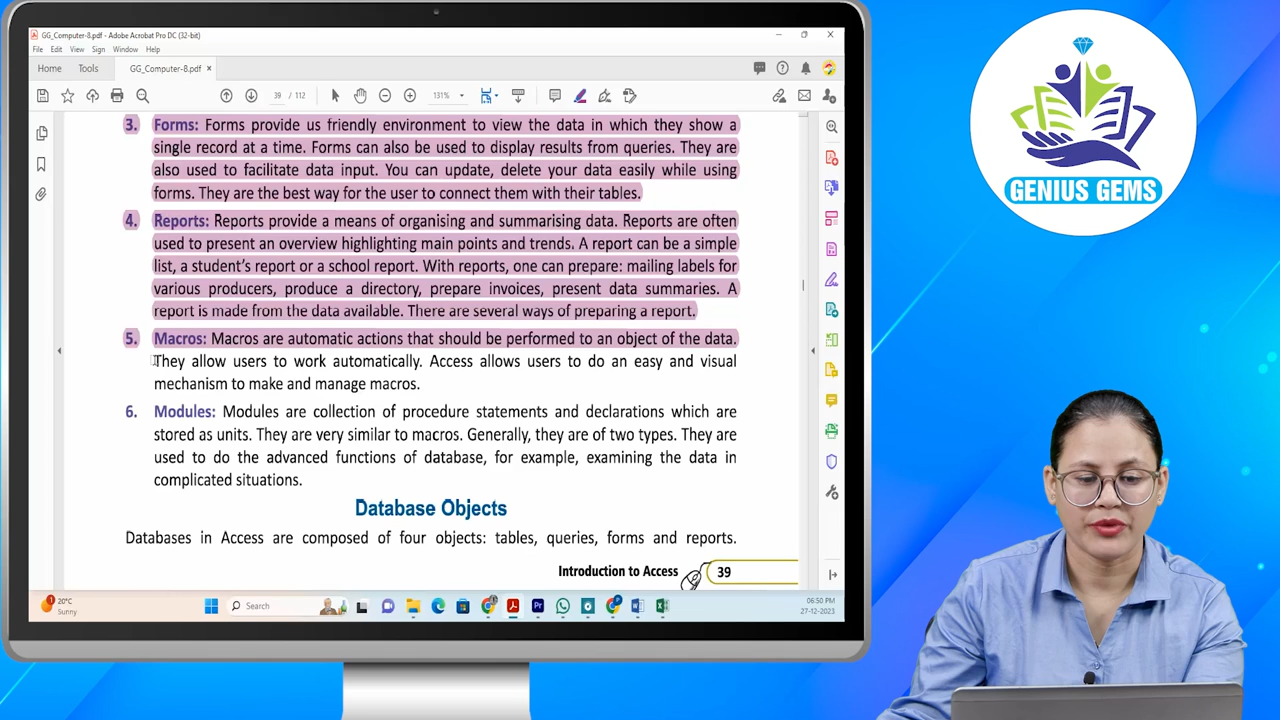 GG_Computer-8.pdf - Adobe Acrobat Pro DC (32-bit)
File Edit View Sign Window Help
Home Tools GG_Computer-8.pdf ×
39 / 112 131%
3. Forms: Forms provide us friendly environment to view the data in which they show a
single record at a time. Forms can also be used to display results from queries. They are
also used to facilitate data input. You can update, delete your data easily while using
forms. They are the best way for the user to connect them with their tables.
4. Reports: Reports provide a means of organising and summarising data. Reports are often
used to present an overview highlighting main points and trends. A report can be a simple
list, a student's report or a school report. With reports, one can prepare: mailing labels for
various producers, produce a directory, prepare invoices, present data summaries. A
report is made from the data available. There are several ways of preparing a report.
5. Macros: Macros are automatic actions that should be performed to an object of the data.
They allow users to work automatically. Access allows users to do an easy and visual
mechanism to make and manage macros.
6. Modules: Modules are collection of procedure statements and declarations which are
stored as units. They are very similar to macros. Generally, they are of two types. They are
used to do the advanced functions of database, for example, examining the data in
complicated situations.
Database Objects
Databases in Access are composed of four objects: tables, queries, forms and reports.
Introduction to Access 39
20°C
Sunny
Search
06:50 PM
27-12-2023
GENIUS GEMS